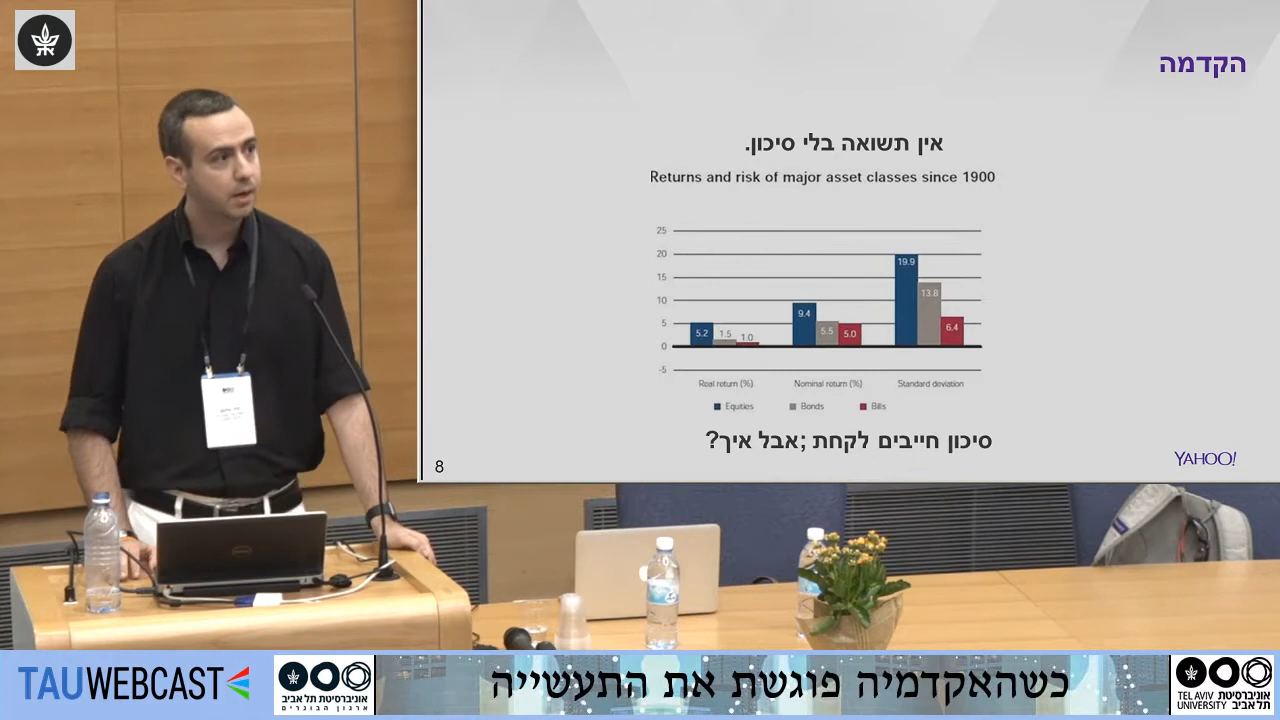 הקדמה
אין תשואה בלי סיכון.
Returns and risk of major asset classes since 1900
25
20
15
10
5
0
-5
5.2
1.5
1.0
9.4
5.5
5.0
19.9
13.8
6.4
Real return (%)
Nominal return (%)
Standard deviation
Equities
Bonds
Bills
סיכון חייבים לקחת ;אבל איך?
8
YAHOO!
TAUWEBCAST
אוניברסיטת תל אביב
ארגון הבוגרים
כשהאקדמיה פוגשת את התעשייה
TEL AVIV UNIVERSITY
אוניברסיטת תל אביב